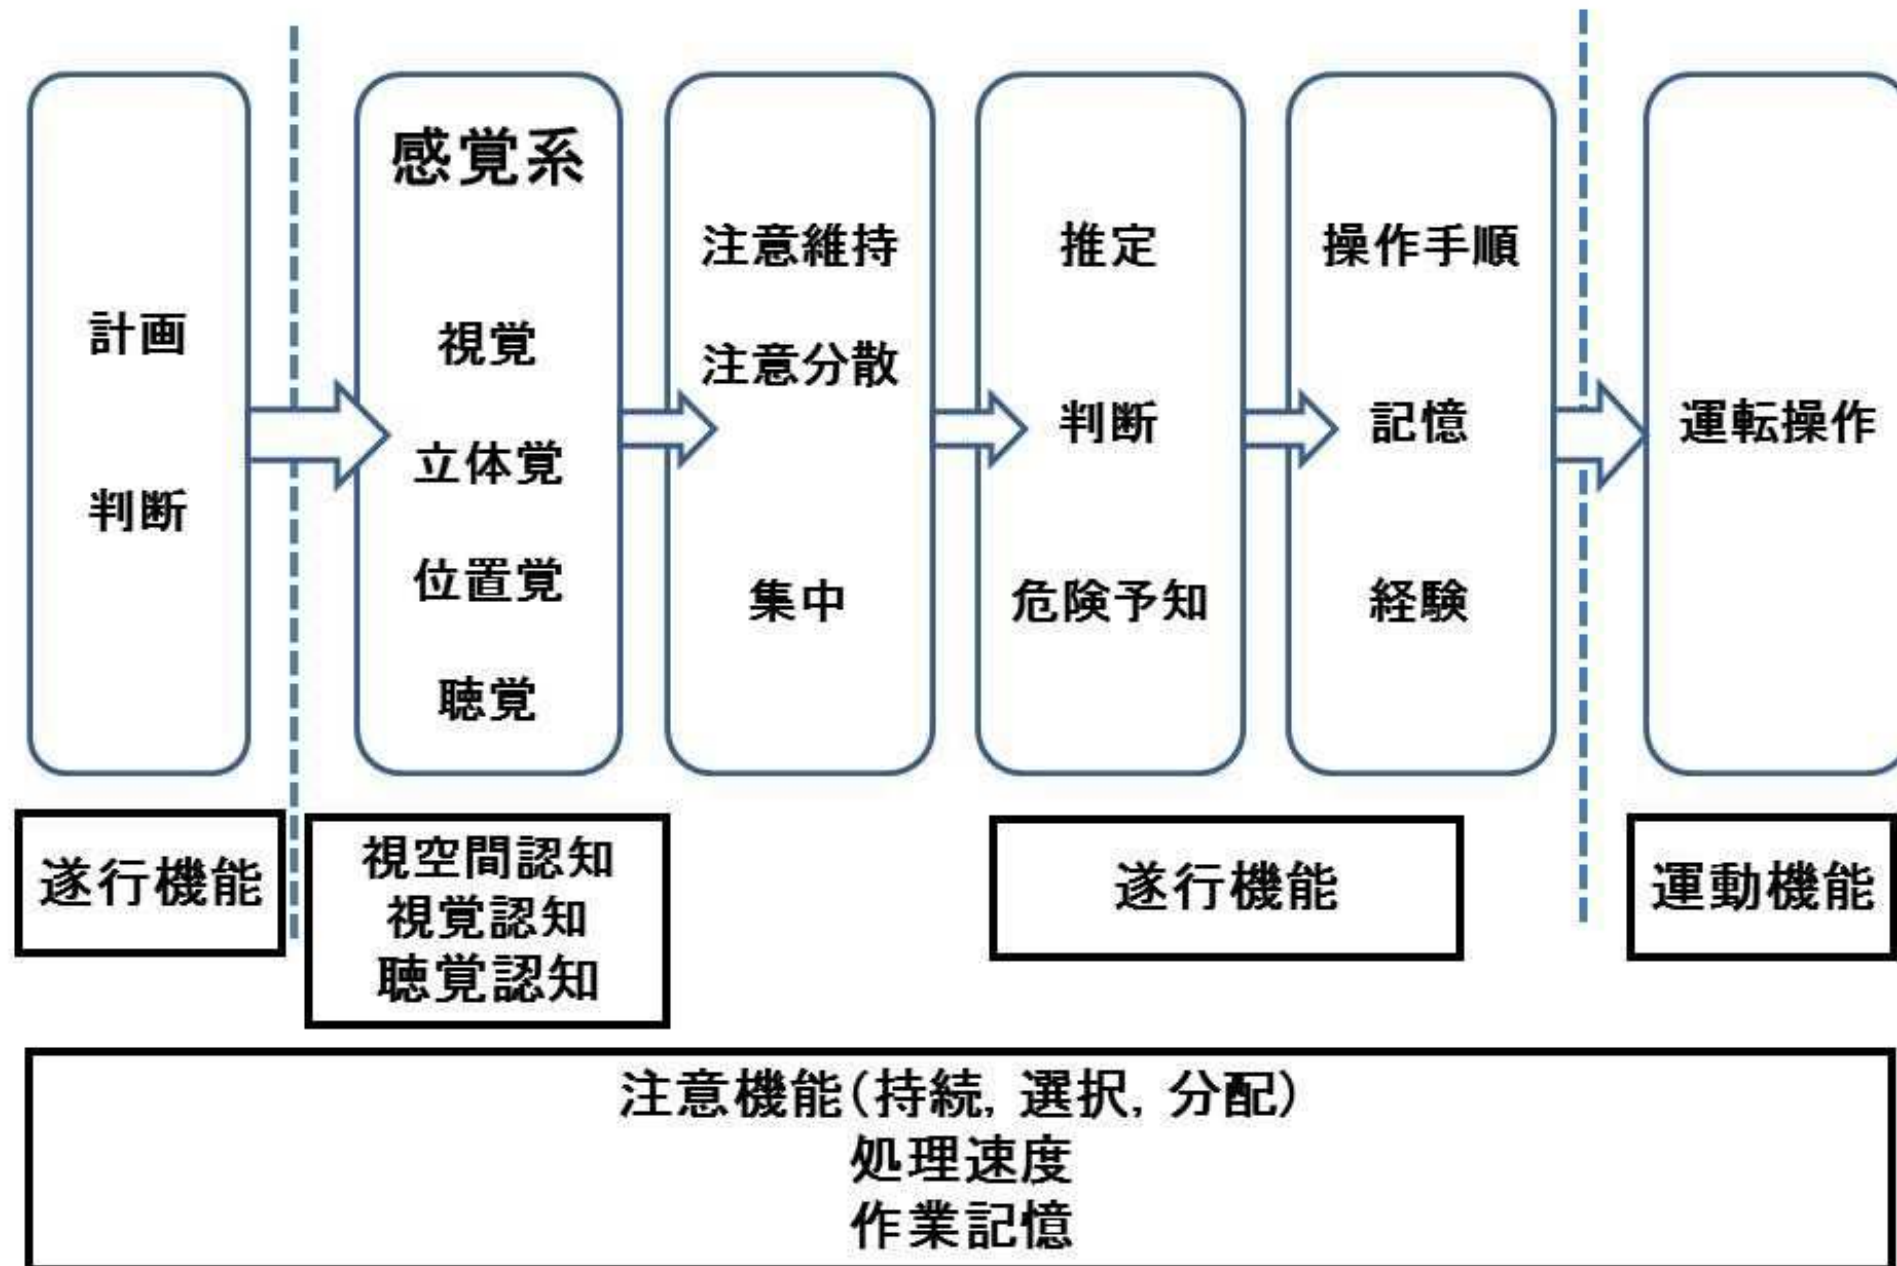 計画
判断
感覚系
視覚
立体覚
位置覚
聴覚
注意維持
注意分散
集中
推定
判断
危険予知
操作手順
記憶
経験
運転操作
遂行機能
視空間認知
視覚認知
聴覚認知
遂行機能
運動機能
注意機能(持続, 選択, 分配)
処理速度
作業記憶